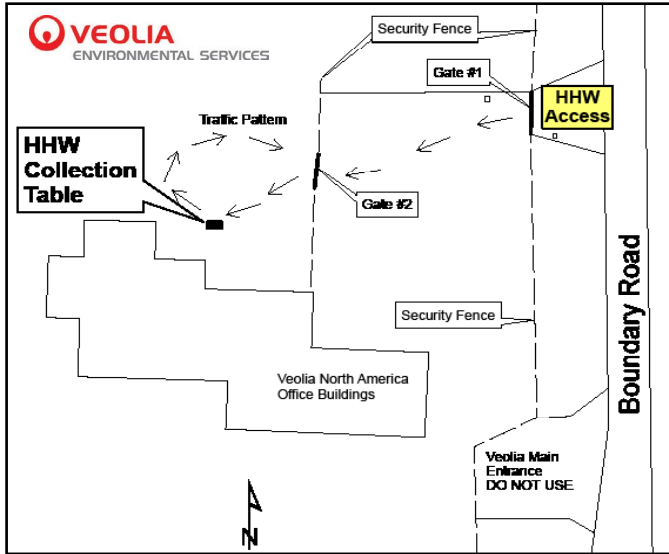 VEOLIA
ENVIRONMENTAL SERVICES
Security Fence
Gate #1
HHW
Access
Traffic Pattern
HHW
Collection
Table
Gate #2
Security Fence
Boundary Road
Veolia North America
Office Buildings
Veolia Main
Entrance
DO NOT USE
N